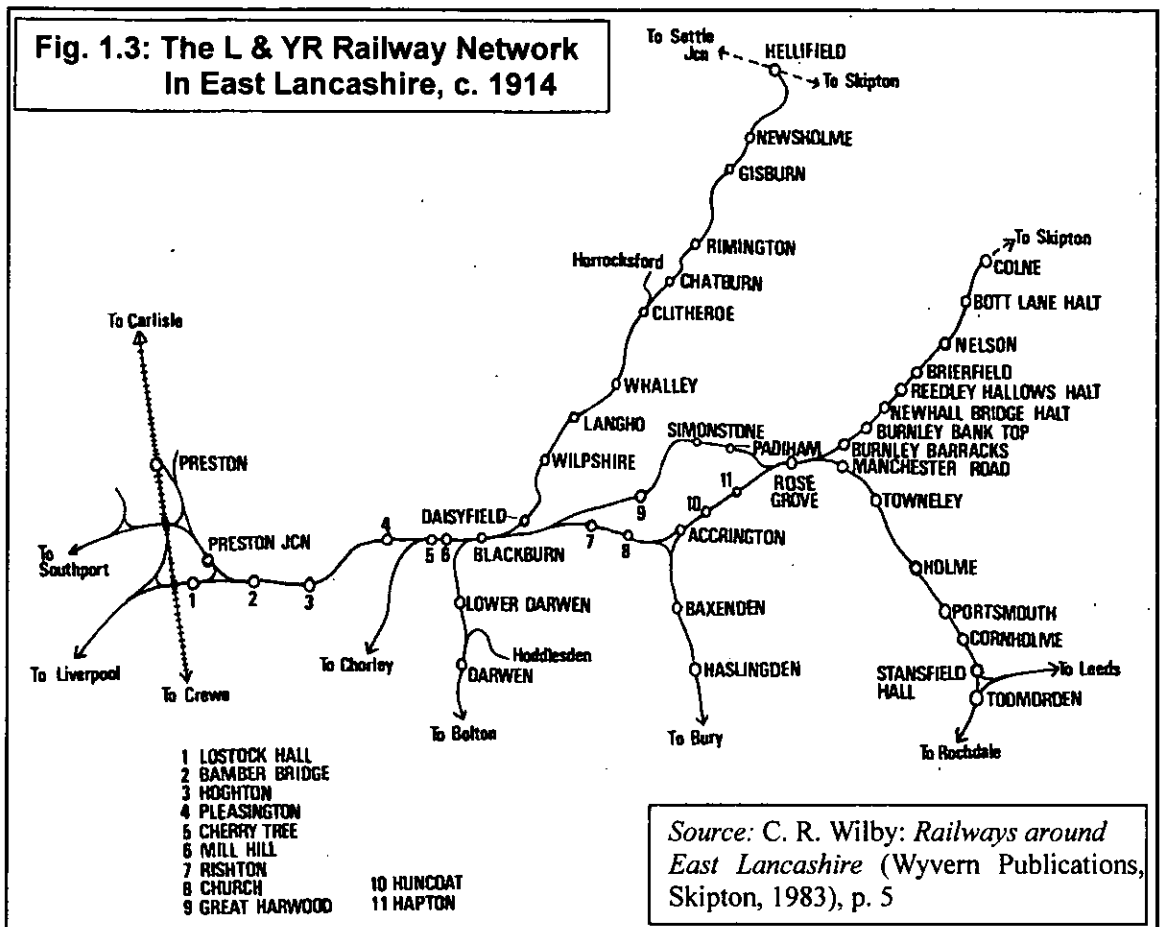 Fig. 1.3: The L & YR Railway Network
In East Lancashire, c. 1914
To Settle
Jcn
HELLIFIELD
To Skipton
NEWSHOLME
GISBURN
RIMINGTON
Horrocksford
CHATBURN
CLITHEROE
To Skipton
COLNE
BOTT LANE HALT
NELSON
BRIERFIELD
REEDLEY HALLOWS HALT
NEWHALL BRIDGE HALT
BURNLEY BANK TOP
BURNLEY BARRACKS
MANCHESTER ROAD
To Carlisle
WHALLEY
LANGHO
WILPSHIRE
SIMONSTONE
PADIHAM
ROSE
GROVE
TOWNELEY
PRESTON
PRESTON JCN
To
Southport
DAISYFIELD
BLACKBURN
ACCRINGTON
4
5
6
7
8
9
10
11
1
2
3
HOLME
PORTSMOUTH
CORNHOLME
STANSFIELD
HALL
To Leeds
TODMORDEN
To Rochdale
LOWER DARWEN
Hoddlesden
DARWEN
BAXENDEN
HASLINGDEN
To Liverpool
To Crewe
To Chorley
To Bolton
To Bury
1 LOSTOCK HALL
2 BAMBER BRIDGE
3 HOGHTON
4 PLEASINGTON
5 CHERRY TREE
6 MILL HILL
7 RISHTON
8 CHURCH
9 GREAT HARWOOD
10 HUNCOAT
11 HAPTON
Source: C. R. Wilby: Railways around
East Lancashire (Wyvern Publications,
Skipton, 1983), p. 5